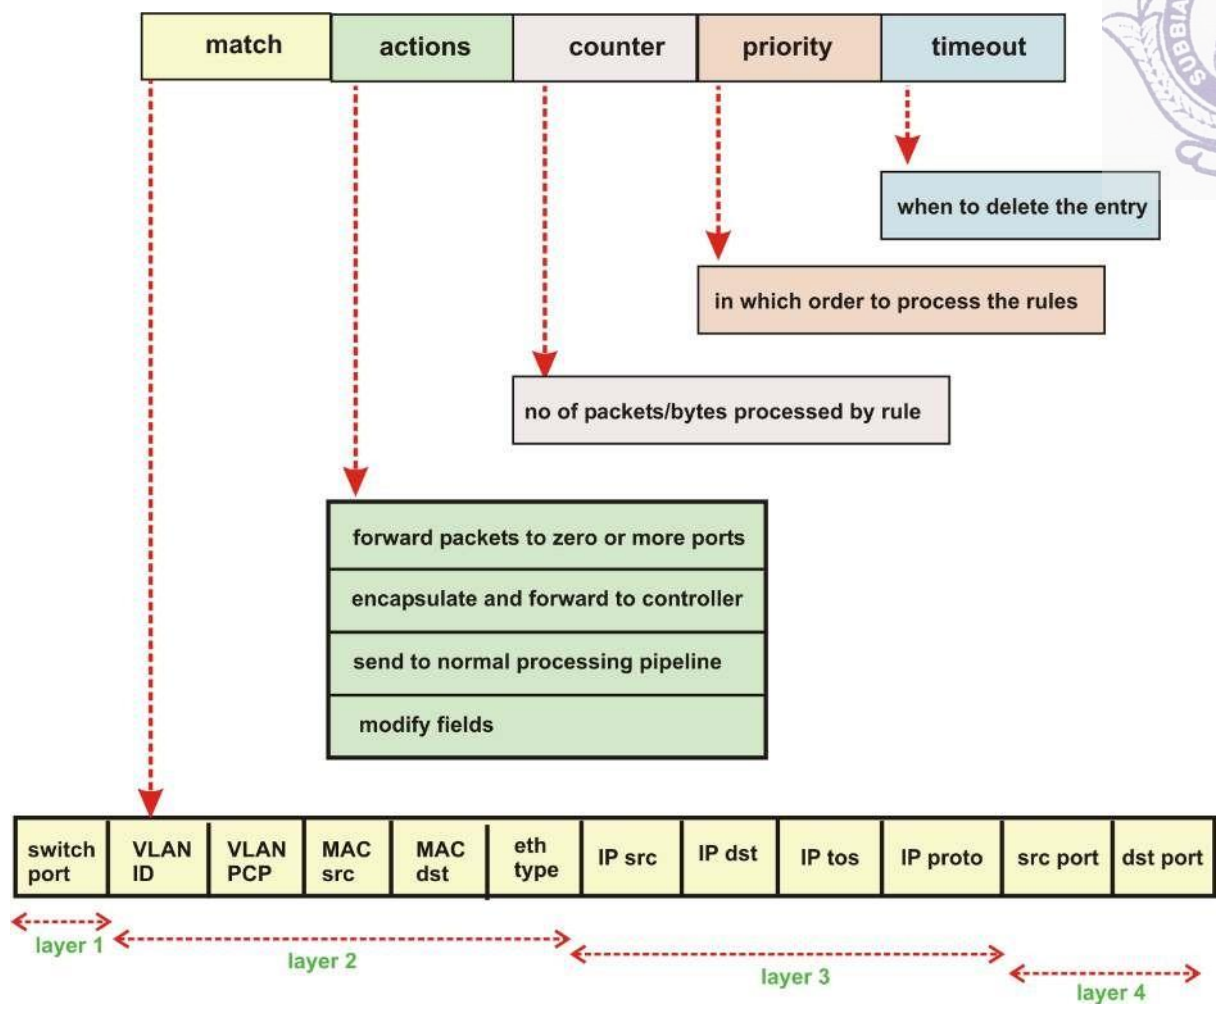 match actions counter priority timeout
when to delete the entry
in which order to process the rules
no of packets/bytes processed by rule
forward packets to zero or more ports
encapsulate and forward to controller
send to normal processing pipeline
modify fields
switch
port
VLAN
ID
VLAN
PCP
MAC
src
MAC
dst
eth
type
IP src
IP dst
IP tos
IP proto
src port
dst port
layer 1
layer 2
layer 3
layer 4